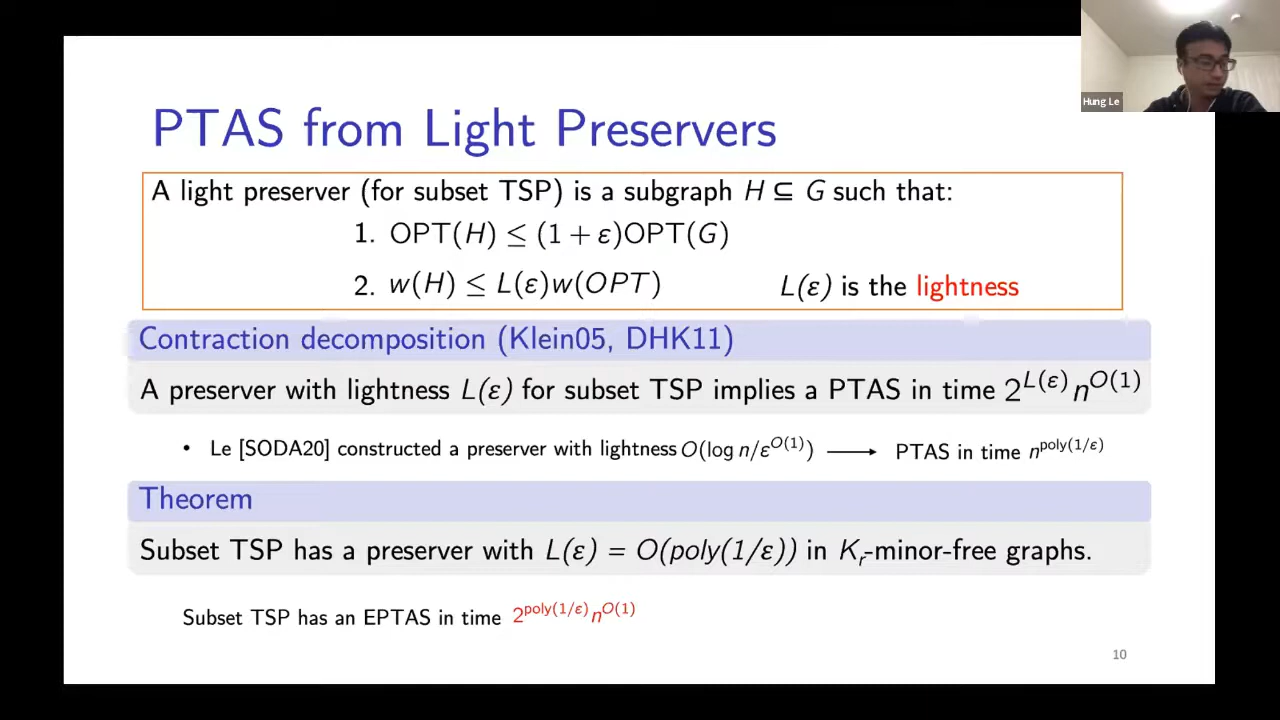 Hung Le
PTAS from Light Preservers
A light preserver (for subset TSP) is a subgraph H ⊆ G such that:
1. OPT(H) ≤ (1 + ε)OPT(G)
2. w(H) ≤ L(ε)w(OPT) L(ε) is the lightness
Contraction decomposition (Klein05, DHK11)
A preserver with lightness L(ε) for subset TSP implies a PTAS in time 2^{L(ε)} n^{O(1)}
• Le [SODA20] constructed a preserver with lightness O(log n/ε^{O(1)}) ⟶ PTAS in time n^{poly(1/ε)}
Theorem
Subset TSP has a preserver with L(ε) = O(poly(1/ε)) in K_r-minor-free graphs.
Subset TSP has an EPTAS in time 2^{poly(1/ε)} n^{O(1)}
10